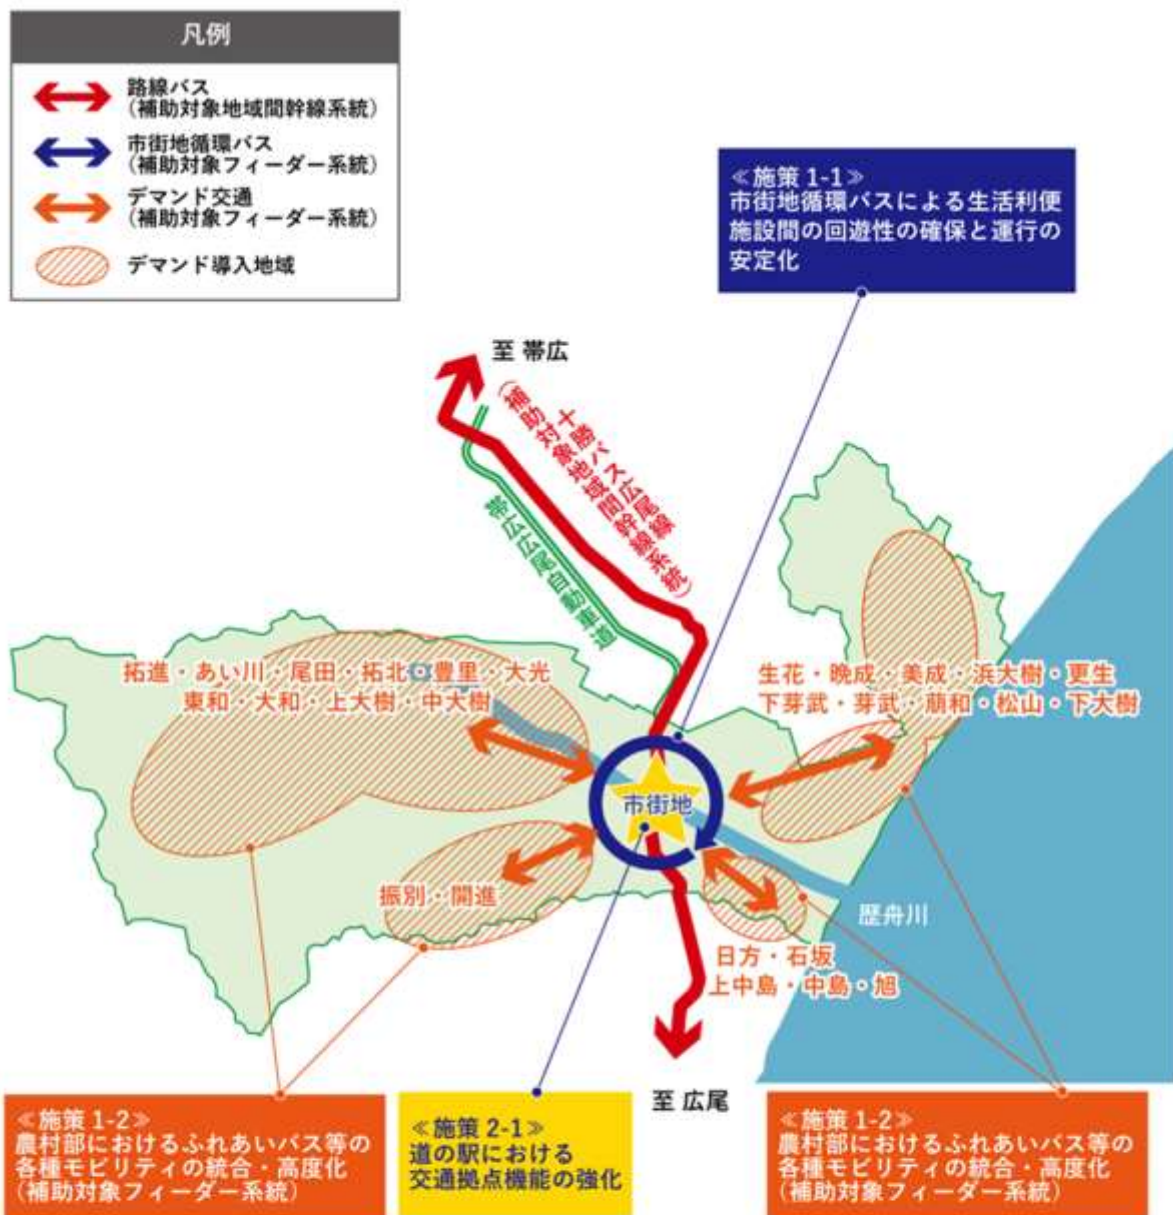 凡例
路線バス
(補助対象地域間幹線系統)
市街地循環バス
(補助対象フィーダー系統)
デマンド交通
(補助対象フィーダー系統)
デマンド導入地域
≪施策 1-1≫
市街地循環バスによる生活利便
施設間の回遊性の確保と運行の
安定化
至 帯広
十勝バス広尾線
(補助対象地域間幹線系統)
帯広広尾自動車道
拓進・あい川・尾田・拓北・豊里・大光
東和・大和・上大樹・中大樹
生花・晩成・美成・浜大樹・更生
下芽武・芽武・萠和・松山・下大樹
市街地
振別・開進
歴舟川
日方・石坂
上中島・中島・旭
至 広尾
≪施策 1-2≫
農村部におけるふれあいバス等の
各種モビリティの統合・高度化
(補助対象フィーダー系統)
≪施策 2-1≫
道の駅における
交通拠点機能の強化
≪施策 1-2≫
農村部におけるふれあいバス等の
各種モビリティの統合・高度化
(補助対象フィーダー系統)